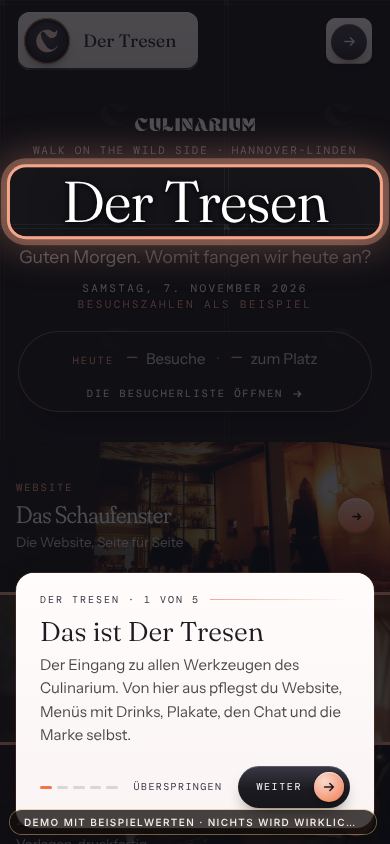 Der Tresen
CULINARIUM
WALK ON THE WILD SIDE · HANNOVER-LINDEN
Der Tresen
Guten Morgen. Womit fangen wir heute an?
SAMSTAG, 7. NOVEMBER 2026
BESUCHSZAHLEN ALS BEISPIEL
HEUTE — Besuche · — zum Platz
DIE BESUCHERLISTE ÖFFNEN →
WEBSITE
Das Schaufenster
Die Website, Seite für Seite
DER TRESEN · 1 VON 5
Das ist Der Tresen
Der Eingang zu allen Werkzeugen des
Culinarium. Von hier aus pflegst du Website,
Menüs mit Drinks, Plakate, den Chat und die
Marke selbst.
ÜBERSPRINGEN WEITER
DEMO MIT BEISPIELWERTEN · NICHTS WIRD WIRKLIC…